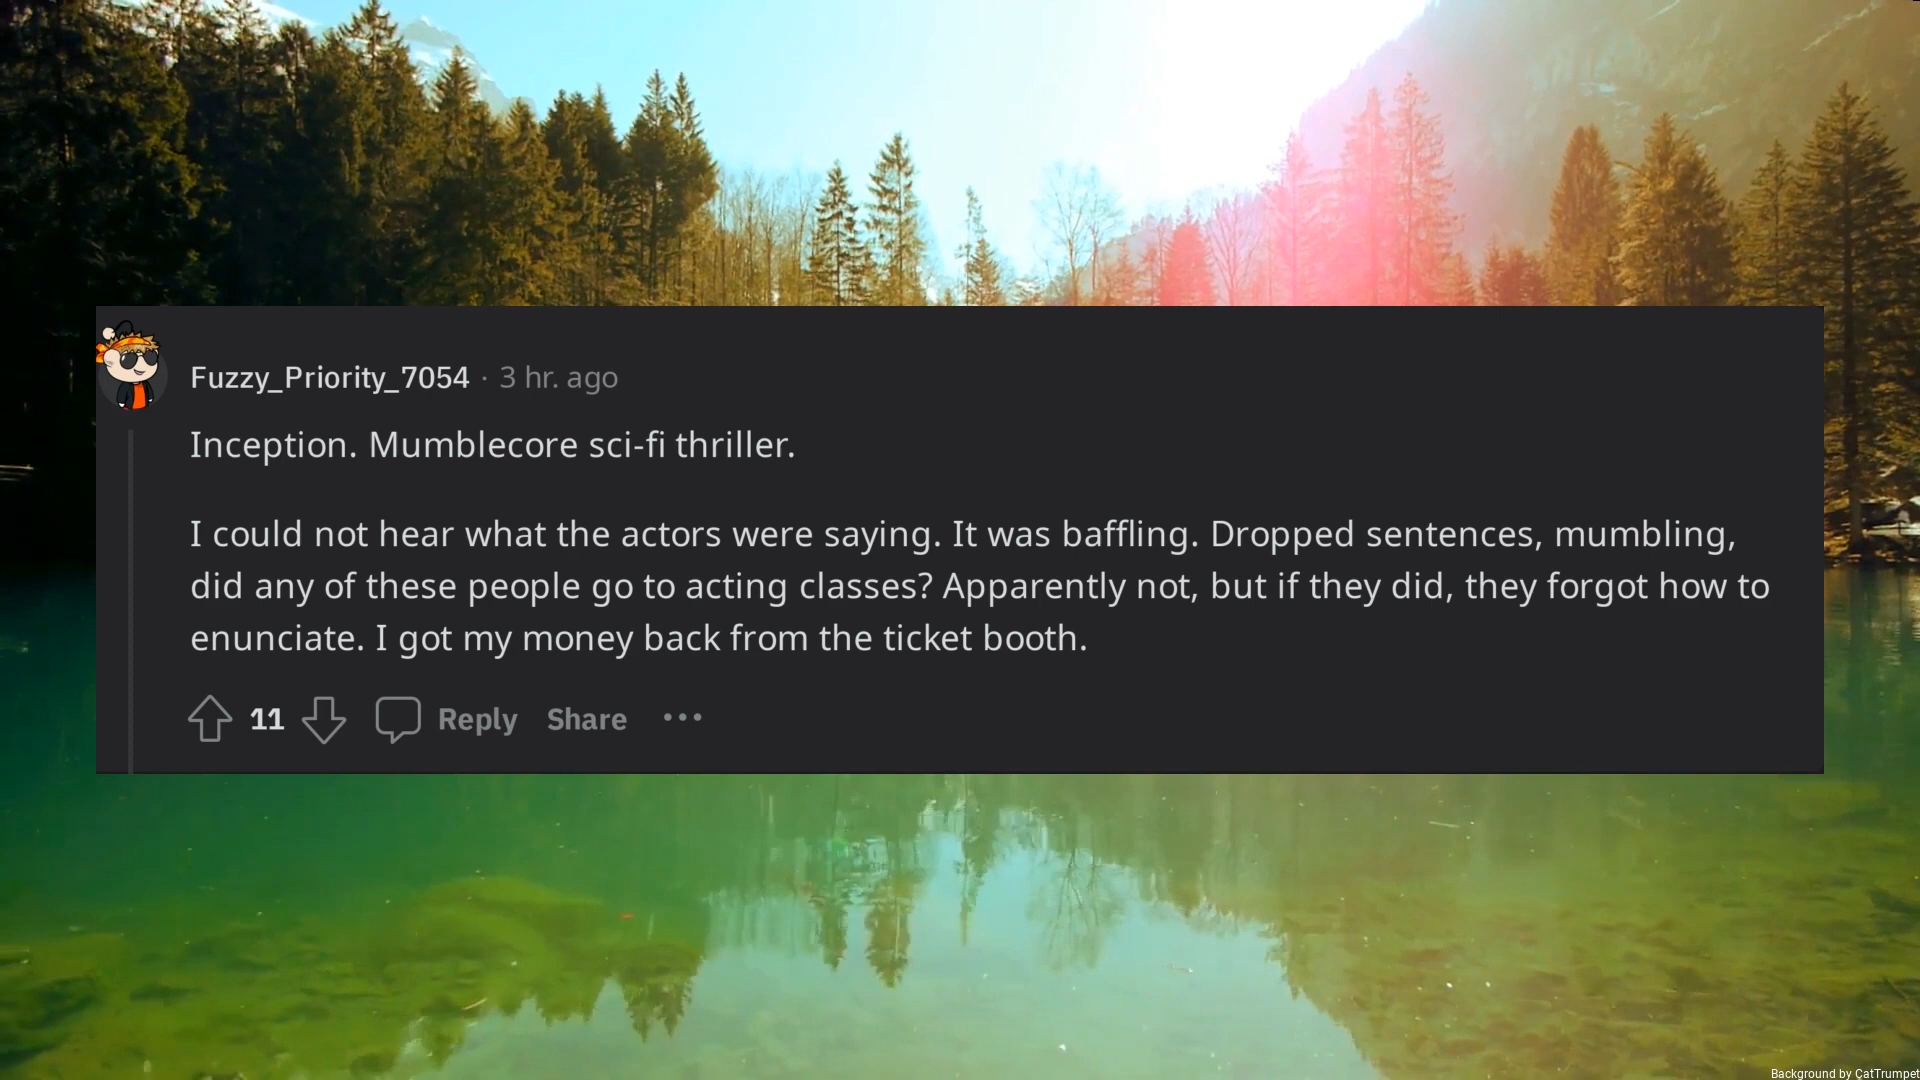 Fuzzy_Priority_7054 · 3 hr. ago
Inception. Mumblecore sci-fi thriller.
I could not hear what the actors were saying. It was baffling. Dropped sentences, mumbling,
did any of these people go to acting classes? Apparently not, but if they did, they forgot how to
enunciate. I got my money back from the ticket booth.
11 Reply Share ...
Background by CatTrumpet